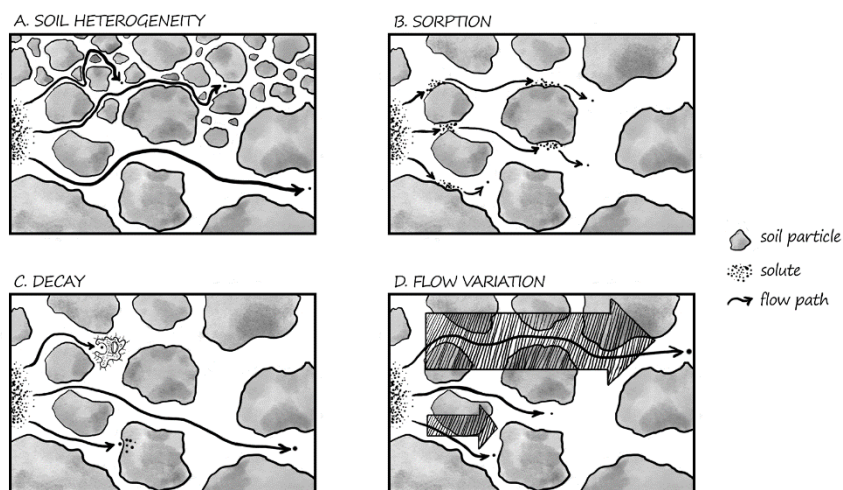 A. SOIL HETEROGENEITY
B. SORPTION
soil particle
solute
flow path
C. DECAY
D. FLOW VARIATION